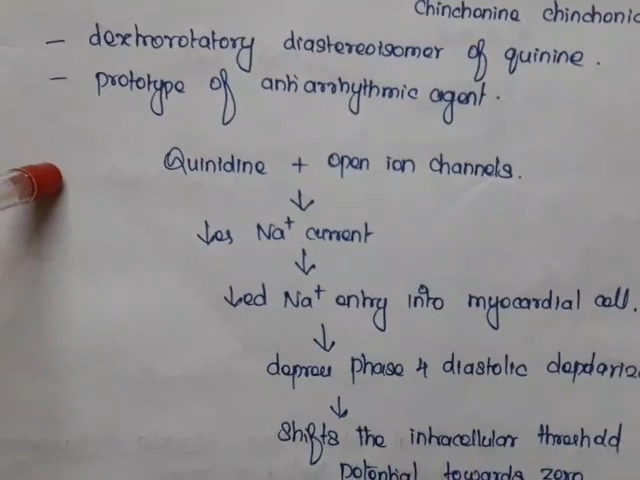 Chinchonine chinchonic
- dextrorotatory diastereoisomer of quinine.
- prototype of antiarrhythmic agent.
Quinidine + open ion channels.
↓
↓es Na+ current
↓
↓ed Na+ entry into myocardial cell.
↓
depress phase 4 diastolic depolariz
↓
shifts the intracellular threshold
potential towards zero